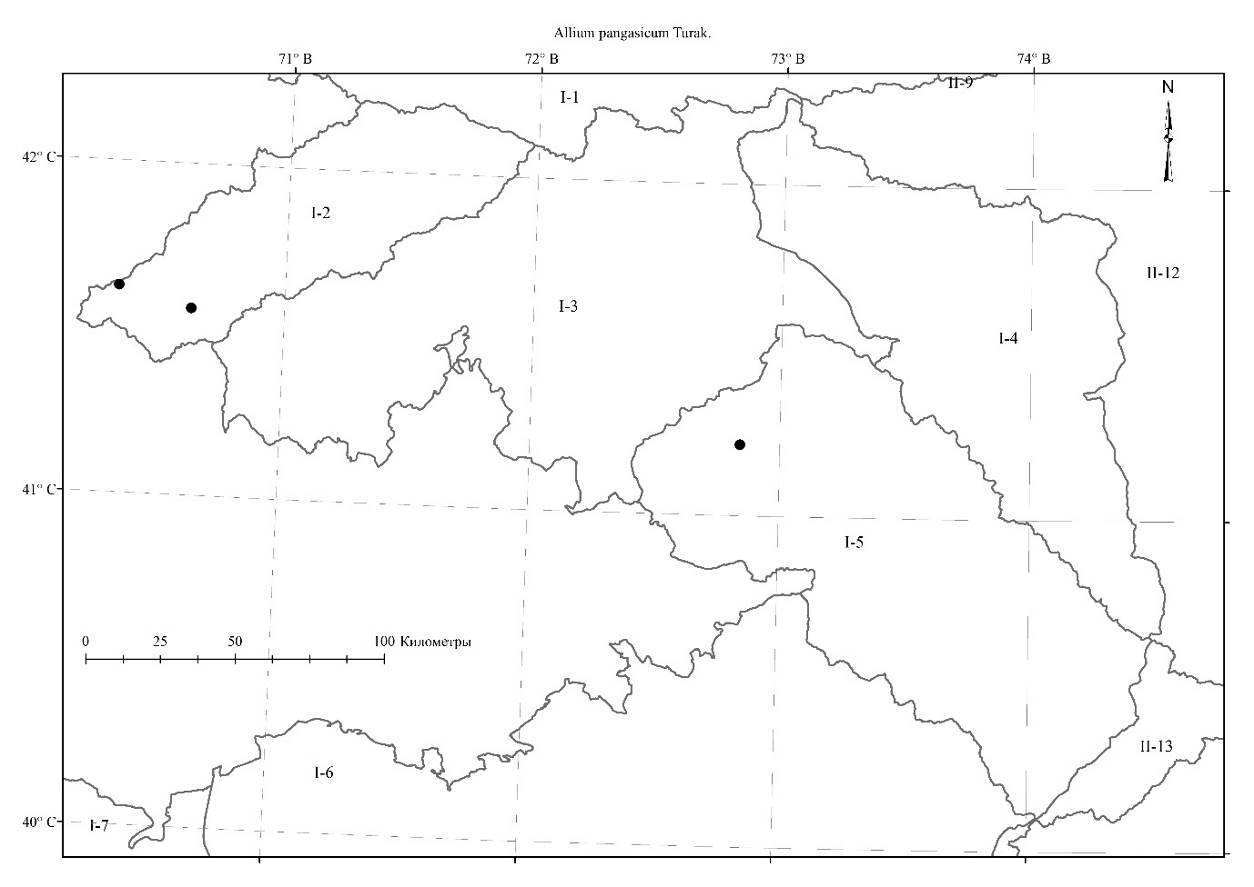 Allium pangasicum Turak.
71° В 72° В 73° В 74° В
I-1
II-9
N
42° С
I-2
II-12
I-3
I-4
41° С
I-5
0 25 50 100 Километры
II-13
I-6
40° С
I-7